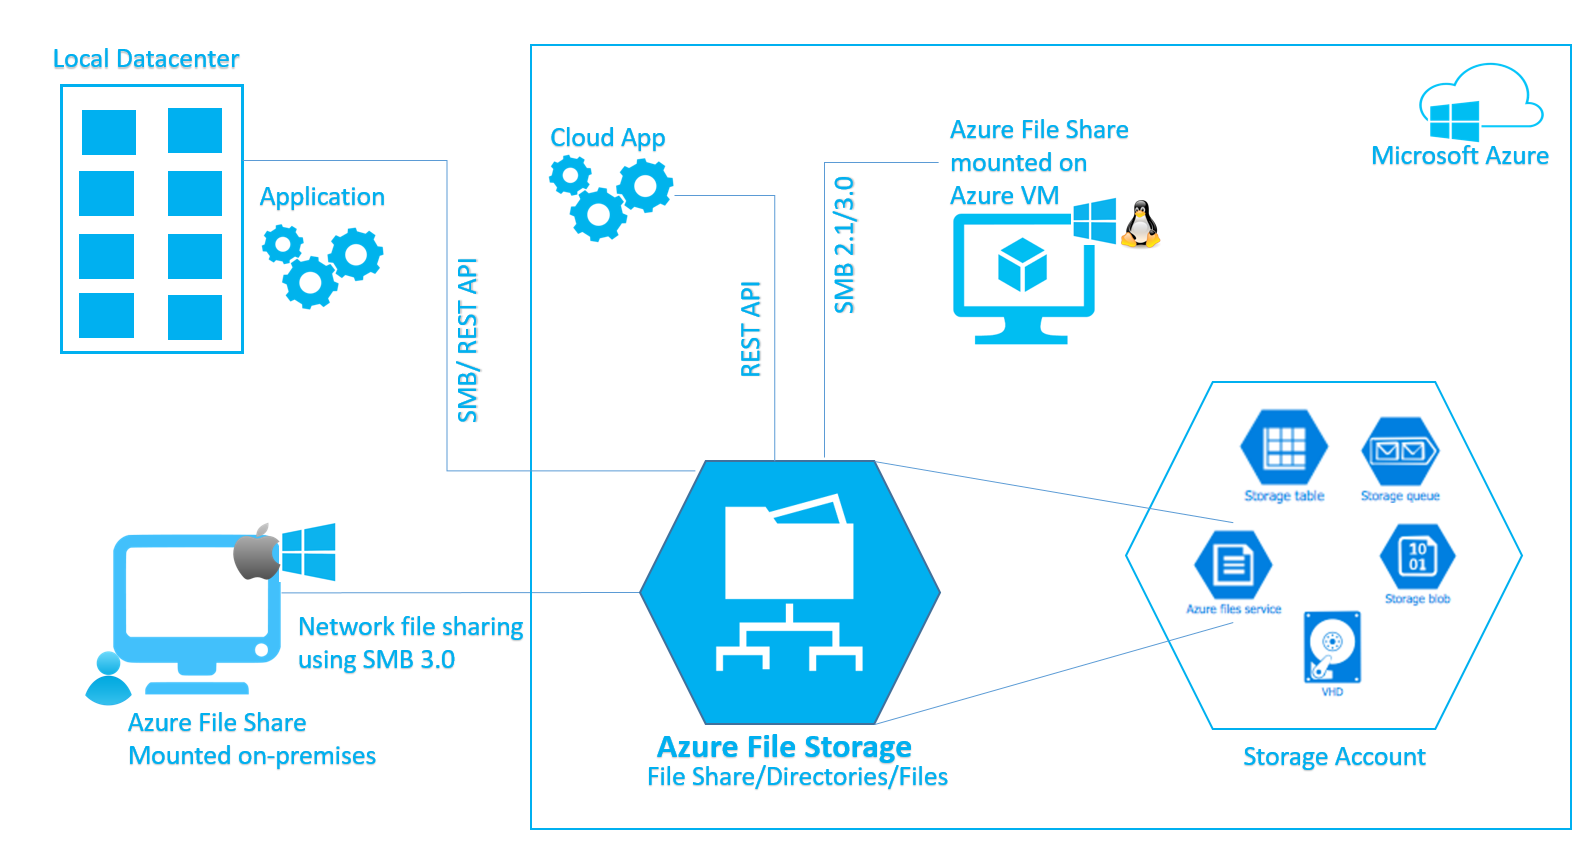 Local Datacenter
Application
SMB/ REST API
Cloud App
REST API
SMB 2.1/3.0
Azure File Share
mounted on
Azure VM
Microsoft Azure
Network file sharing
using SMB 3.0
Azure File Share
Mounted on-premises
Azure File Storage
File Share/Directories/Files
Storage table
Storage queue
Azure files service
10
01
Storage blob
VHD
Storage Account